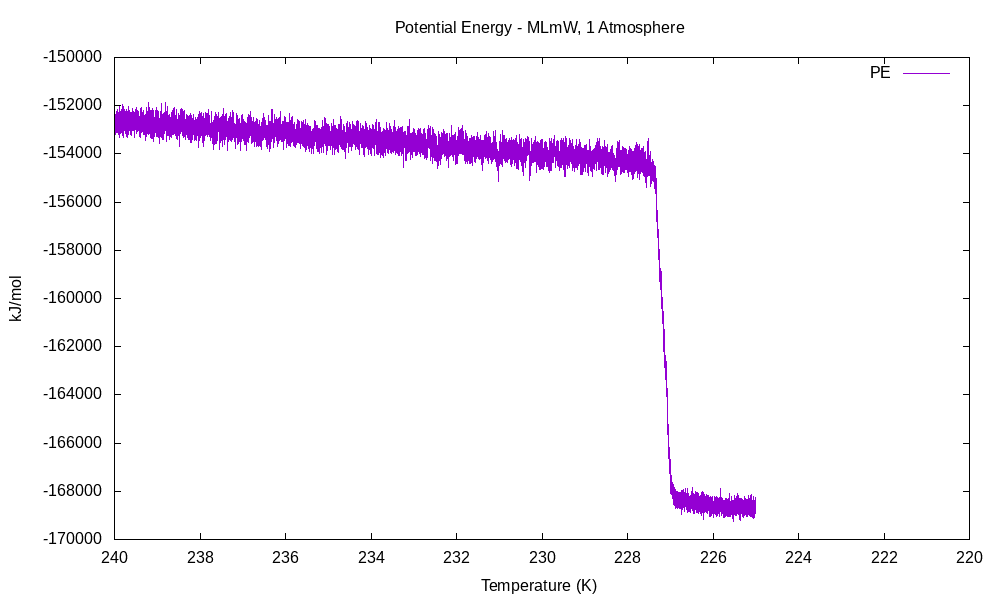 Potential Energy - MLmW, 1 Atmosphere
PE
-150000
-152000
-154000
-156000
-158000
-160000
-162000
-164000
-166000
-168000
-170000
kJ/mol
240 238 236 234 232 230 228 226 224 222 220
Temperature (K)